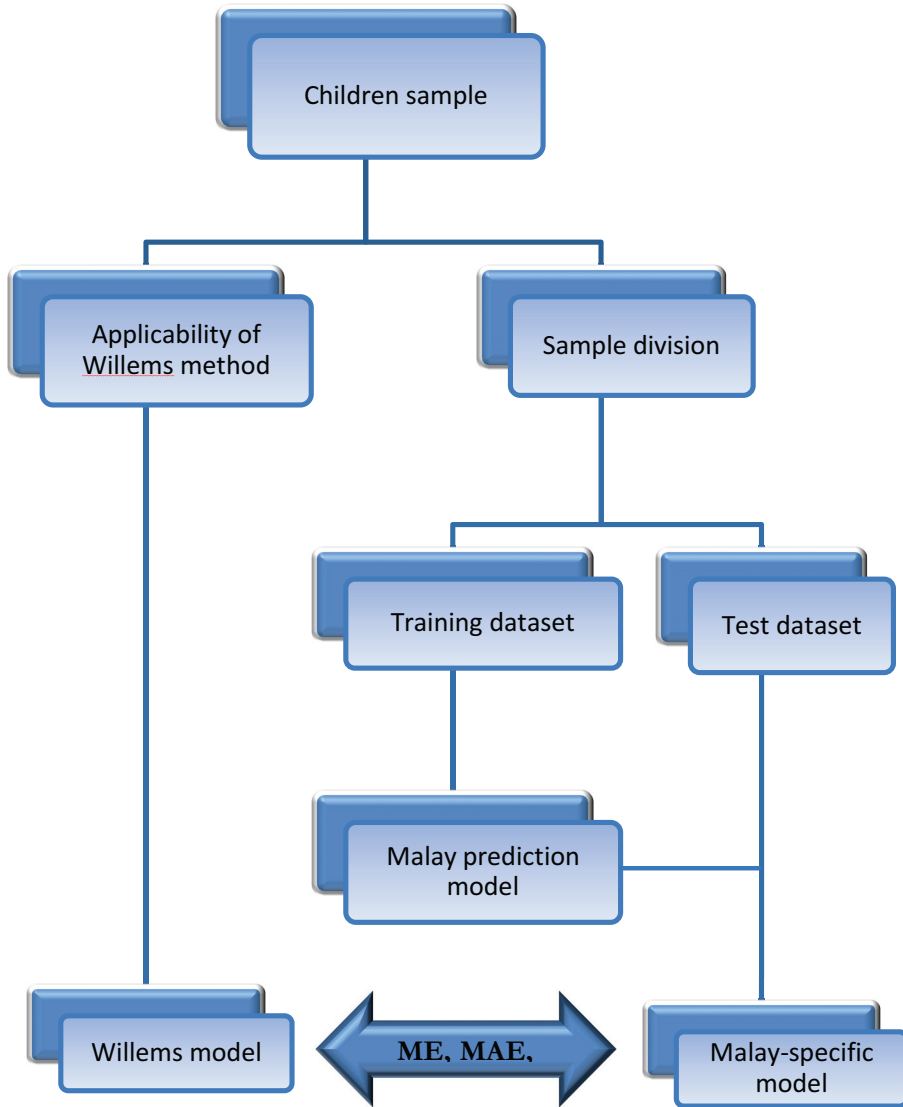 Children sample
Applicability of
Willems method
Sample division
Training dataset
Test dataset
Malay prediction
model
Willems model
ME, MAE,
Malay-specific
model